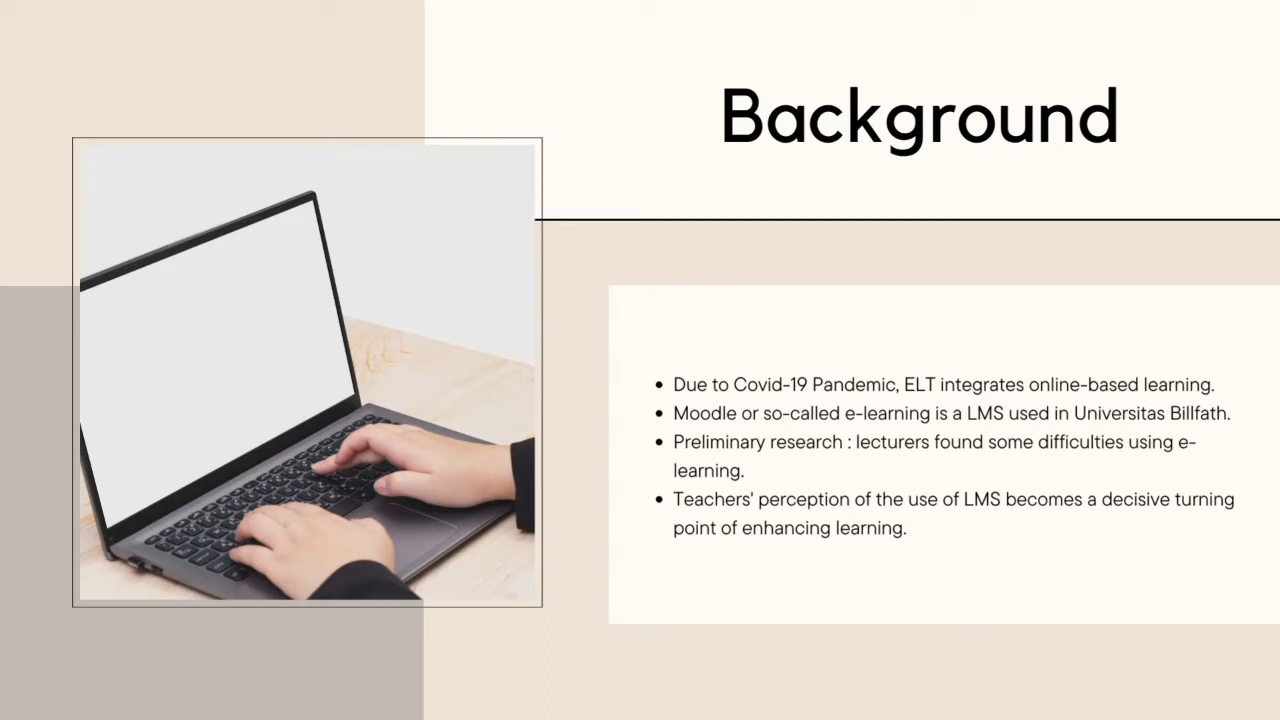 Background
• Due to Covid-19 Pandemic, ELT integrates online-based learning.
• Moodle or so-called e-learning is a LMS used in Universitas Billfath.
• Preliminary research : lecturers found some difficulties using e-
learning.
• Teachers' perception of the use of LMS becomes a decisive turning
point of enhancing learning.